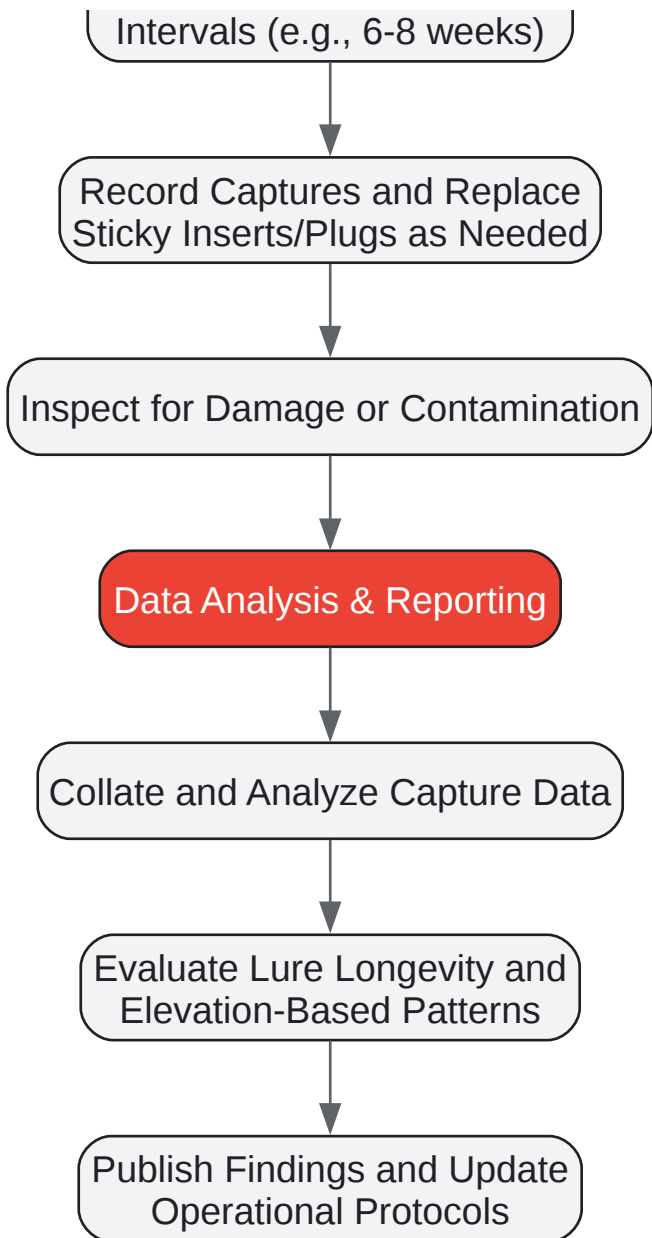 Intervals (e.g., 6-8 weeks)
Record Captures and Replace
Sticky Inserts/Plugs as Needed
Inspect for Damage or Contamination
Data Analysis & Reporting
Collate and Analyze Capture Data
Evaluate Lure Longevity and
Elevation-Based Patterns
Publish Findings and Update
Operational Protocols